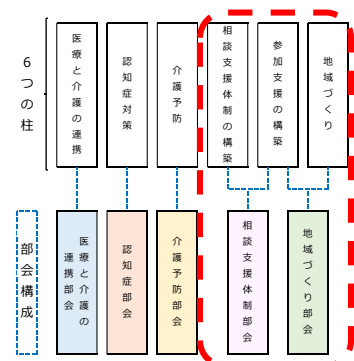 6つの柱
医療と介護の連携
認知症対策
介護予防
相談支援体制の構築
参加支援の構築
地域づくり
部会構成
医療と介護の
連携部会
認知症部会
介護予防部会
相談支援体制部会
地域づくり部会